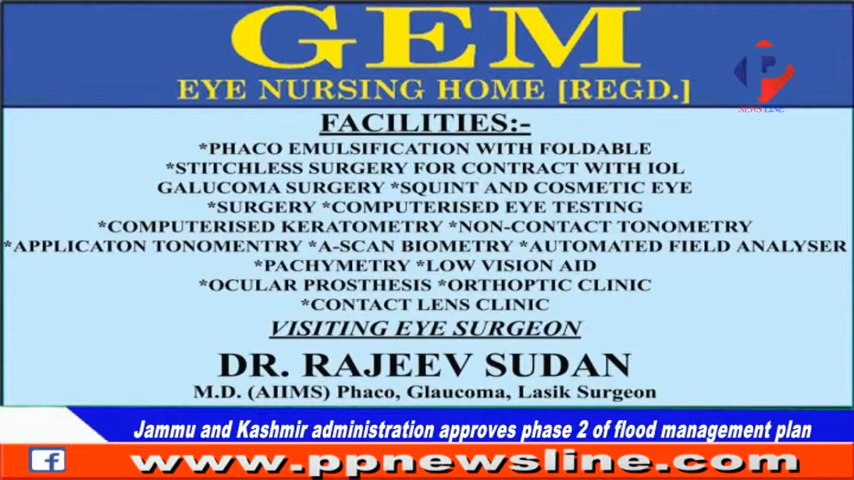 GEM
EYE NURSING HOME [REGD.]
P
NEWS LINE
FACILITIES:-
*PHACO EMULSIFICATION WITH FOLDABLE
*STITCHLESS SURGERY FOR CONTRACT WITH IOL
GALUCOMA SURGERY *SQUINT AND COSMETIC EYE
*SURGERY *COMPUTERISED EYE TESTING
*COMPUTERISED KERATOMETRY *NON-CONTACT TONOMETRY
*APPLICATON TONOMENTRY *A-SCAN BIOMETRY *AUTOMATED FIELD ANALYSER
*PACHYMETRY *LOW VISION AID
*OCULAR PROSTHESIS *ORTHOPTIC CLINIC
*CONTACT LENS CLINIC
VISITING EYE SURGEON
DR. RAJEEV SUDAN
M.D. (AIIMS) Phaco, Glaucoma, Lasik Surgeon
Jammu and Kashmir administration approves phase 2 of flood management plan
f
www.ppnewsline.com